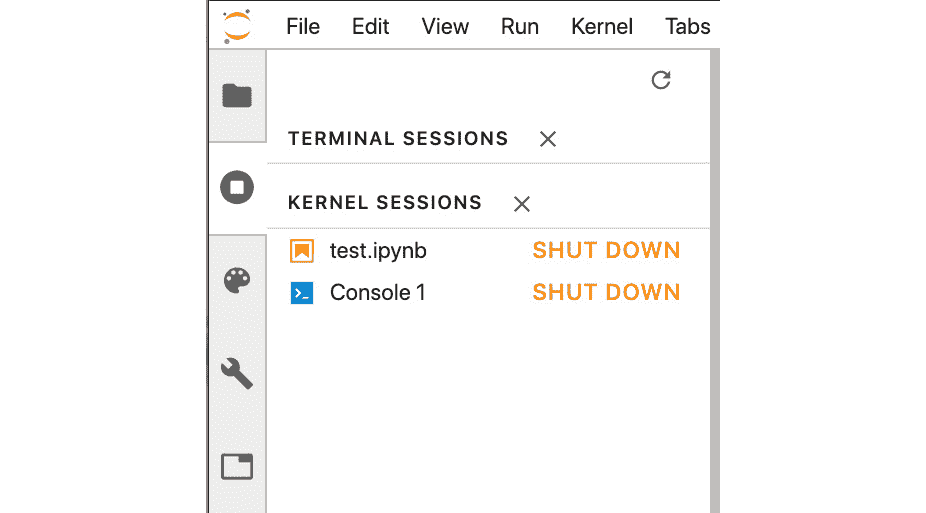 File Edit View Run Kernel Tabs
TERMINAL SESSIONS
KERNEL SESSIONS
test.ipynb SHUT DOWN
Console 1 SHUT DOWN